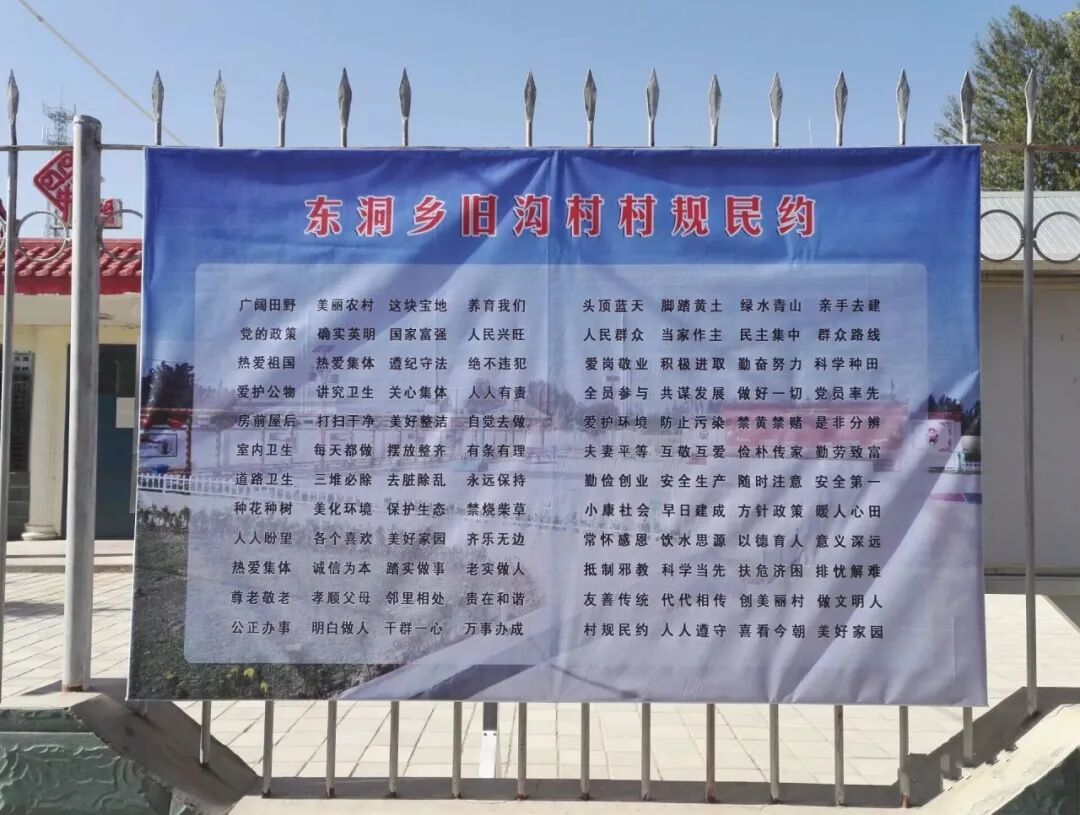 东洞乡旧沟村村规民约
广阔田野 美丽农村 这块宝地 养育我们
党的政策 确实英明 国家富强 人民兴旺
热爱祖国 热爱集体 遵纪守法 绝不违犯
爱护公物 讲究卫生 关心集体 人人有责
房前屋后 打扫干净 美好整洁 自觉去做
室内卫生 每天都做 摆放整齐 有条有理
道路卫生 三堆必除 去脏除乱 永远保持
种花种树 美化环境 保护生态 禁烧柴草
人人盼望 各个喜欢 美好家园 齐乐无边
热爱集体 诚信为本 踏实做事 老实做人
尊老敬老 孝顺父母 邻里相处 贵在和谐
公正办事 明白做人 干群一心 万事办成
头顶蓝天 脚踏黄土 绿水青山 亲手去建
人民群众 当家作主 民主集中 群众路线
爱岗敬业 积极进取 勤奋努力 科学种田
全员参与 共谋发展 做好一切 党员率先
爱护环境 防止污染 禁黄禁赌 是非分辨
夫妻平等 互敬互爱 俭朴传家 勤劳致富
勤俭创业 安全生产 随时注意 安全第一
小康社会 早日建成 方针政策 暖人心田
常怀感恩 饮水思源 以德育人 意义深远
抵制邪教 科学当先 扶危济困 排忧解难
友善传统 代代相传 创美丽村 做文明人
村规民约 人人遵守 喜看今朝 美好家园